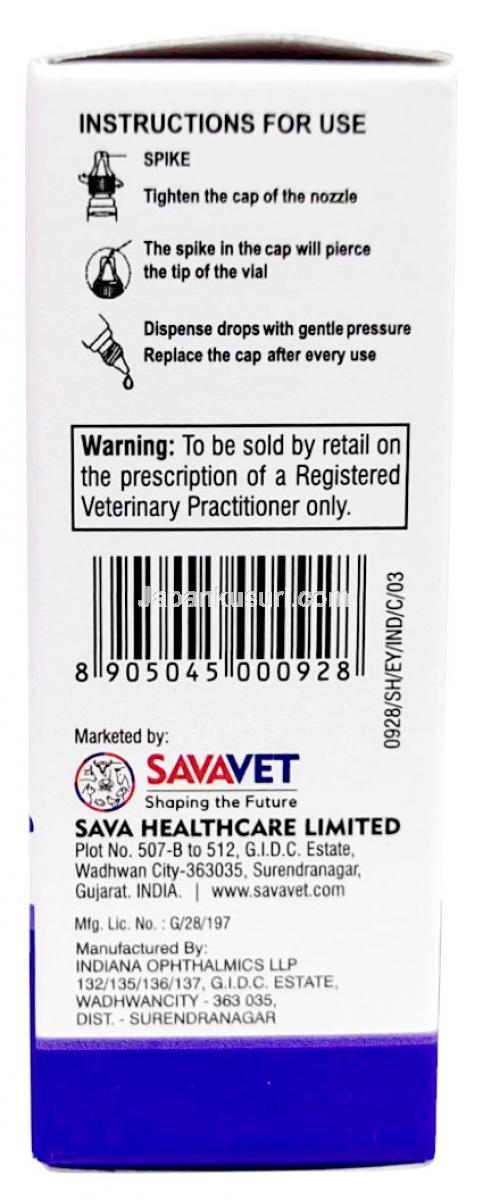 INSTRUCTIONS FOR USE
SPIKE
Tighten the cap of the nozzle
The spike in the cap will pierce
the tip of the vial
Dispense drops with gentle pressure
Replace the cap after every use
Warning: To be sold by retail on
the prescription of a Registered
Veterinary Practitioner only.
Japankusuri.com
8 905045 000928
0928/SH/EY/IND/C/03
Marketed by:
SAVAVET
Shaping the Future
SAVA HEALTHCARE LIMITED
Plot No. 507-B to 512, G.I.D.C. Estate,
Wadhwan City-363035, Surendranagar,
Gujarat. INDIA. | www.savavet.com
Mfg. Lic. No. : G/28/197
Manufactured By:
INDIANA OPHTHALMICS LLP
132/135/136/137, G.I.D.C. ESTATE,
WADHWANCITY - 363 035,
DIST. - SURENDRANAGAR